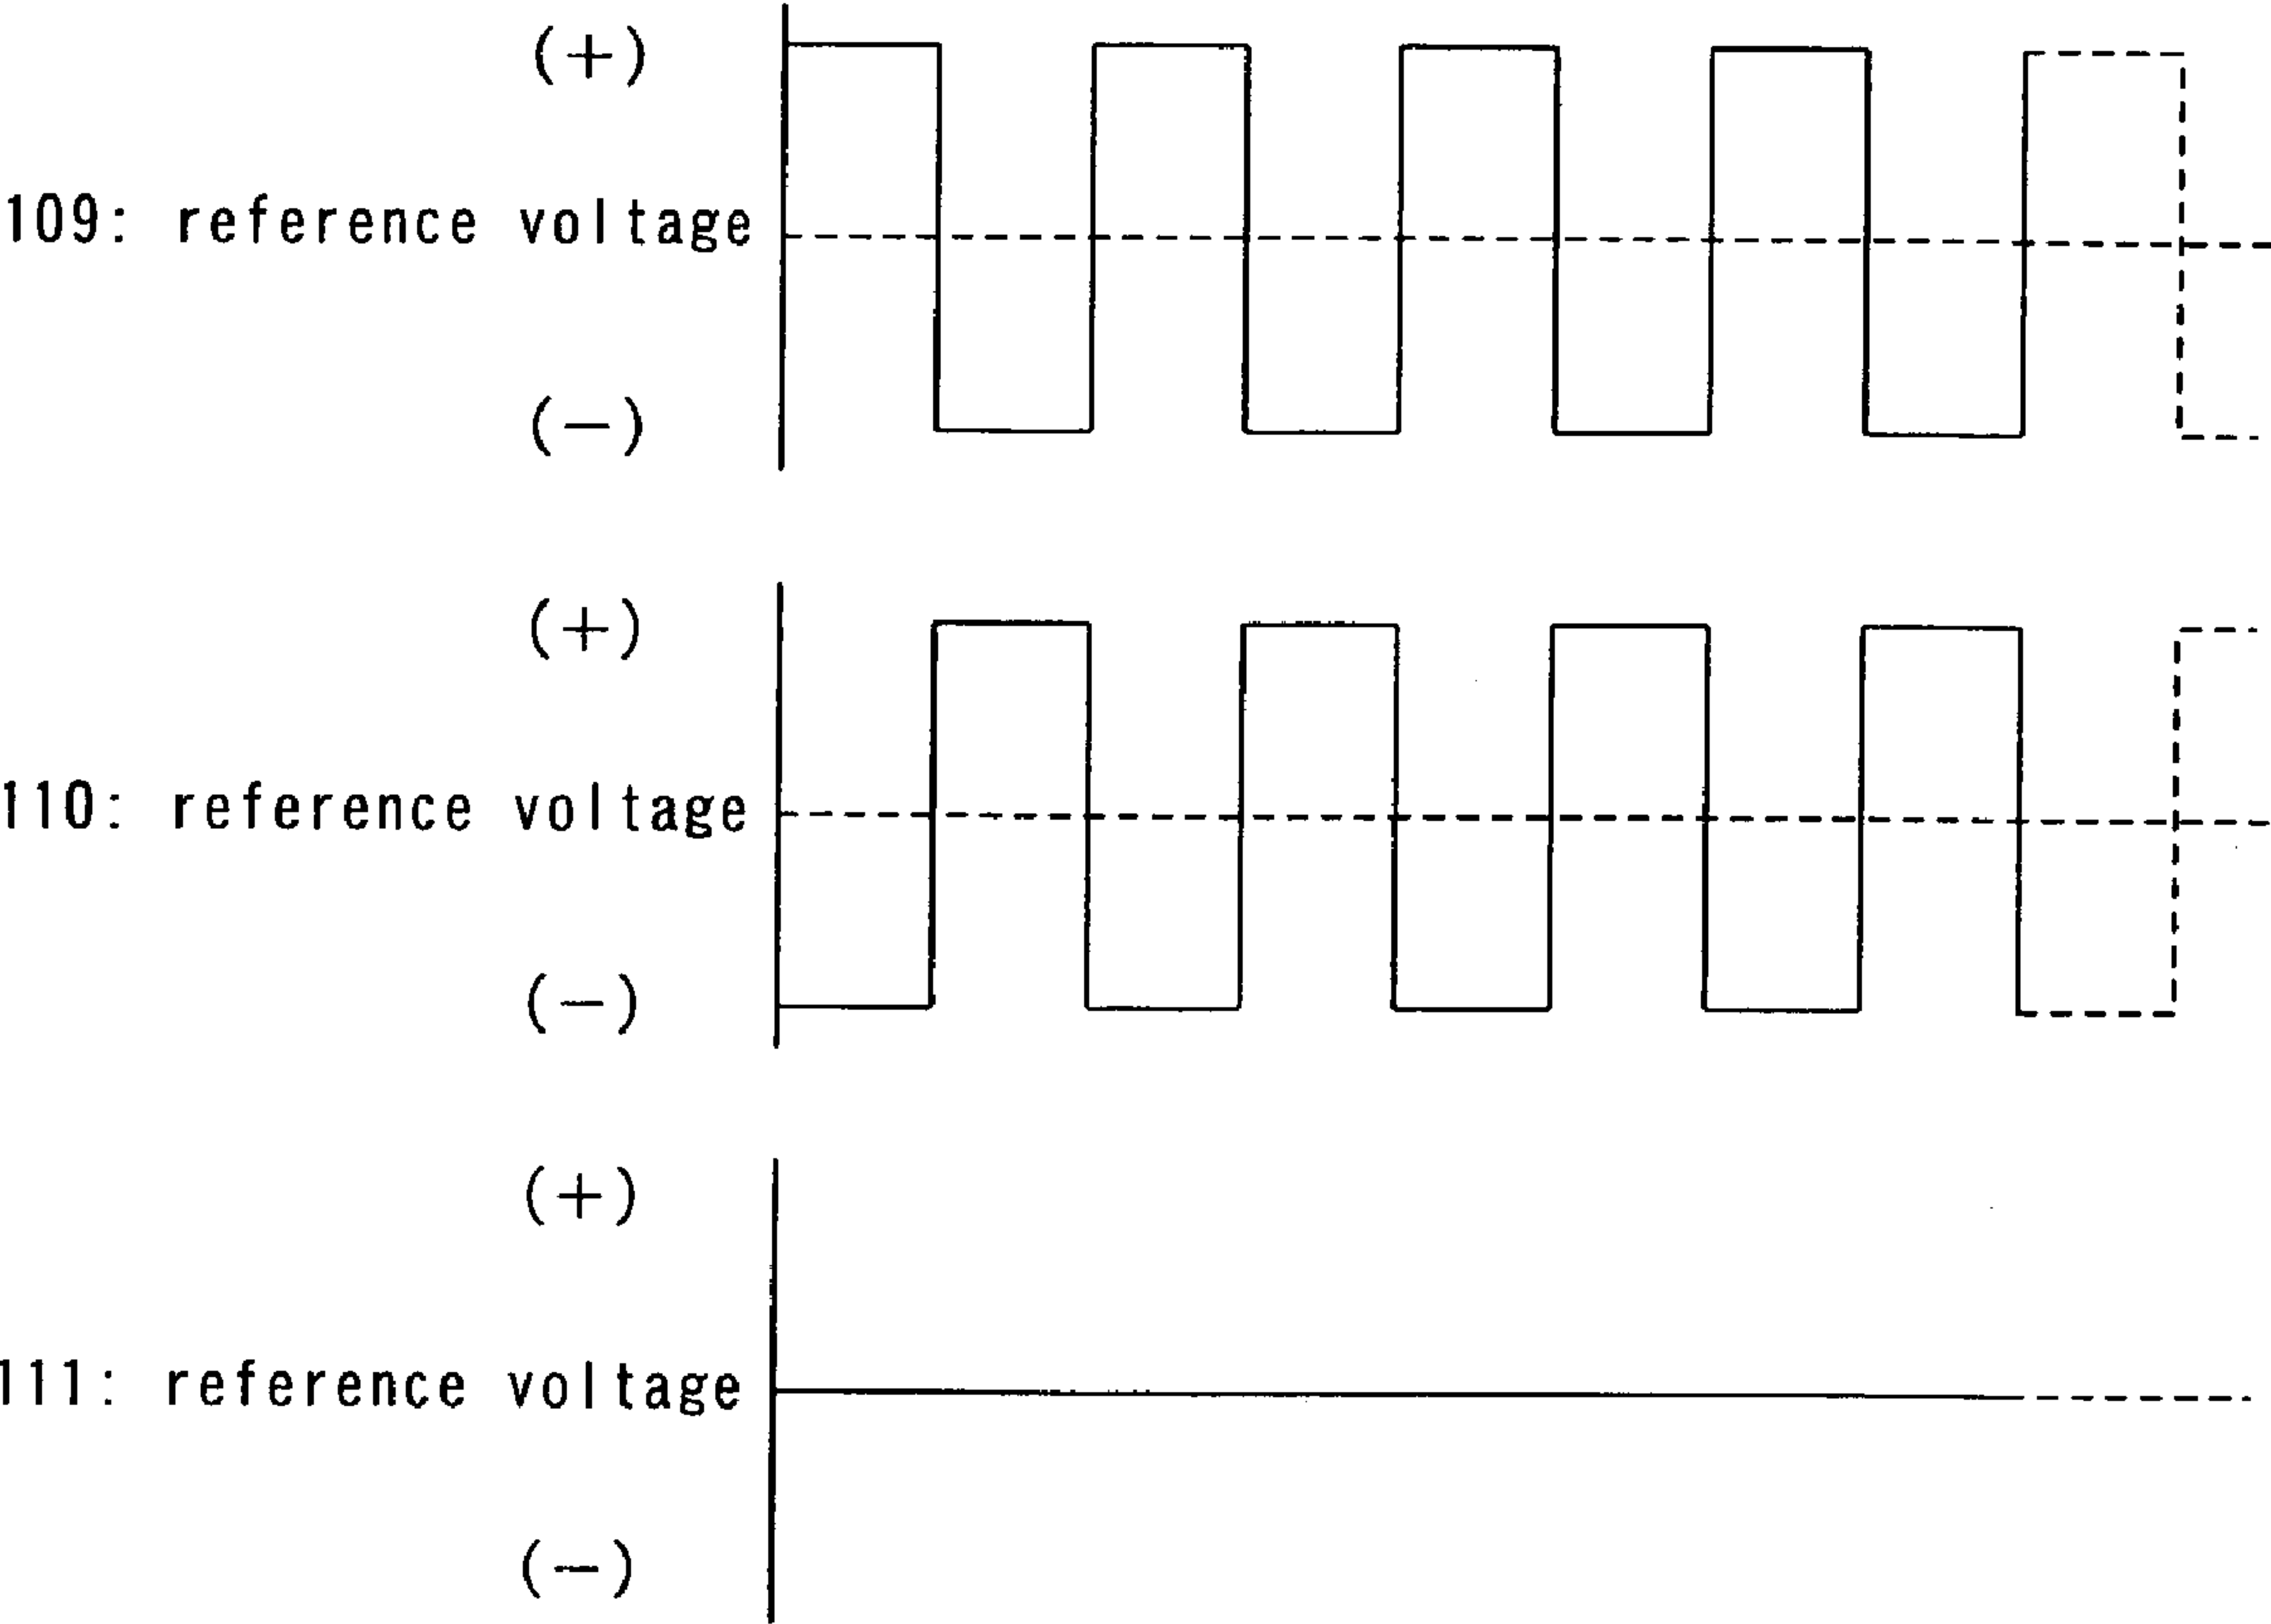 (+)
109: reference voltage
(−)
(+)
110: reference voltage
(−)
(+)
111: reference voltage
(−)